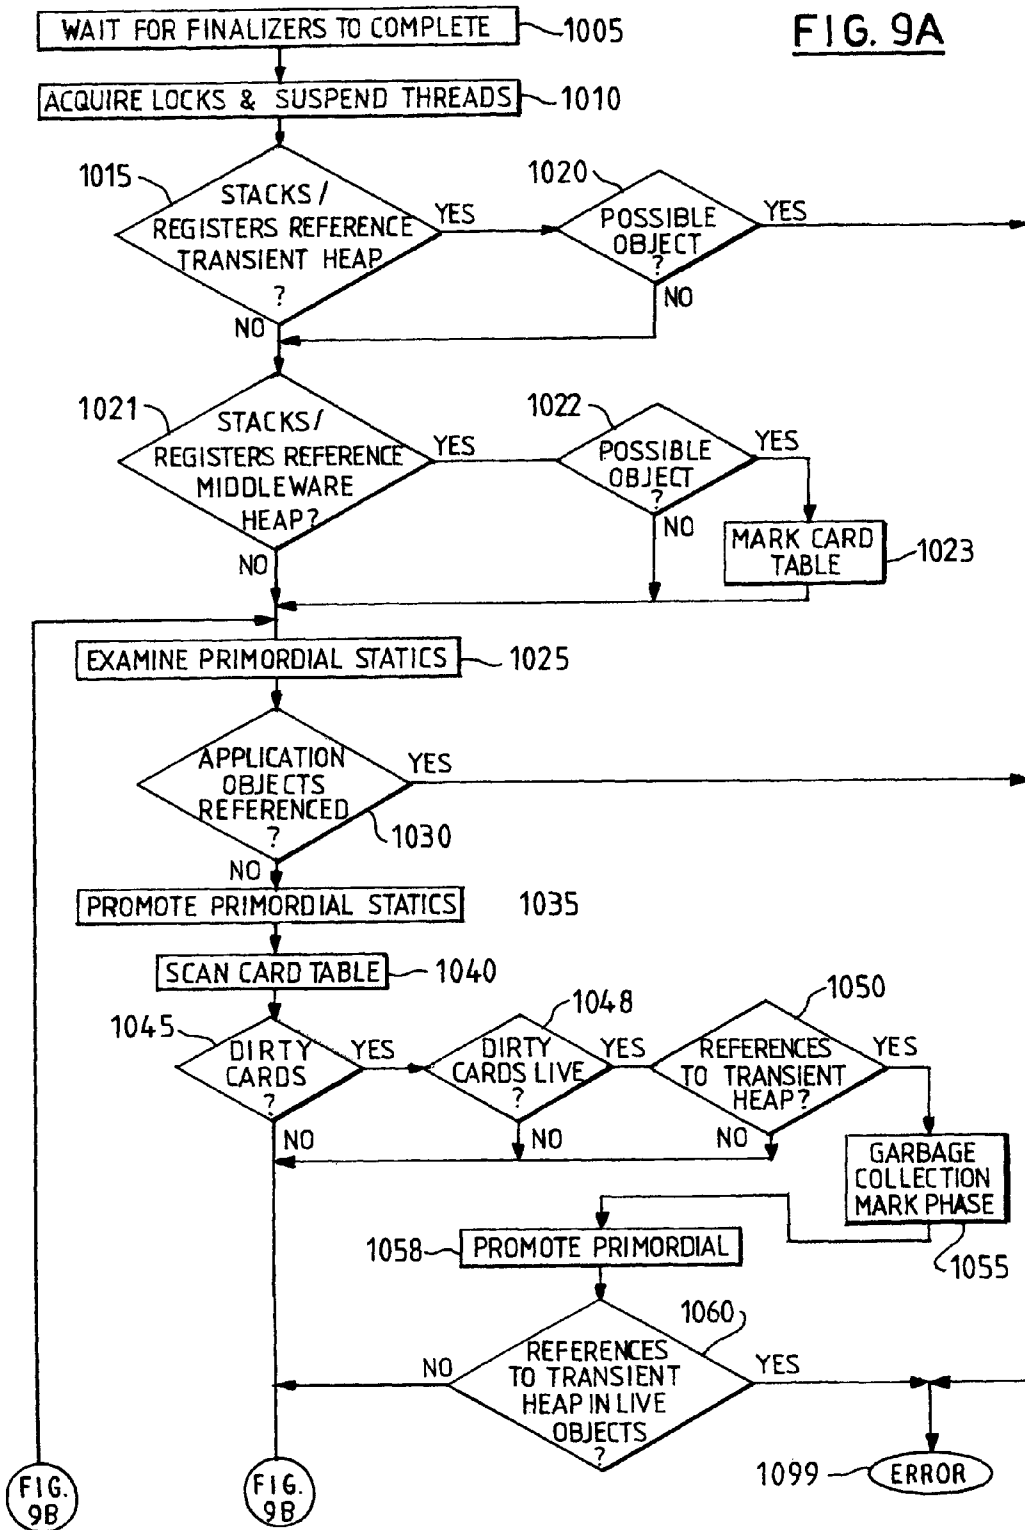 FIG. 9A
WAIT FOR FINALIZERS TO COMPLETE
1005
ACQUIRE LOCKS & SUSPEND THREADS
1010
1015
STACKS/
REGISTERS REFERENCE
TRANSIENT HEAP
?
YES
NO
1020
POSSIBLE
OBJECT
?
YES
NO
1021
STACKS/
REGISTERS REFERENCE
MIDDLEWARE
HEAP?
YES
NO
1022
POSSIBLE
OBJECT
?
YES
NO
MARK CARD
TABLE
1023
EXAMINE PRIMORDIAL STATICS
1025
APPLICATION
OBJECTS
REFERENCED
?
YES
1030
NO
PROMOTE PRIMORDIAL STATICS
1035
SCAN CARD TABLE
1040
1045
DIRTY
CARDS
?
YES
NO
1048
DIRTY
CARDS LIVE
?
YES
NO
1050
REFERENCES
TO TRANSIENT
HEAP?
YES
NO
GARBAGE
COLLECTION
MARK PHASE
1055
1058
PROMOTE PRIMORDIAL
1060
REFERENCES
TO TRANSIENT
HEAP IN LIVE
OBJECTS
?
NO
YES
1099
ERROR
FIG.
9B
FIG.
9B